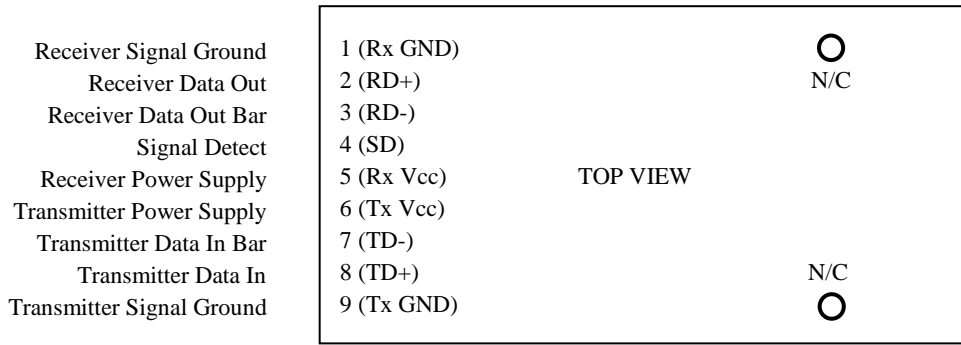 Receiver Signal Ground 1 (Rx GND)
Receiver Data Out 2 (RD+) N/C
Receiver Data Out Bar 3 (RD-)
Signal Detect 4 (SD)
Receiver Power Supply 5 (Rx Vcc) TOP VIEW
Transmitter Power Supply 6 (Tx Vcc)
Transmitter Data In Bar 7 (TD-)
Transmitter Data In 8 (TD+) N/C
Transmitter Signal Ground 9 (Tx GND)